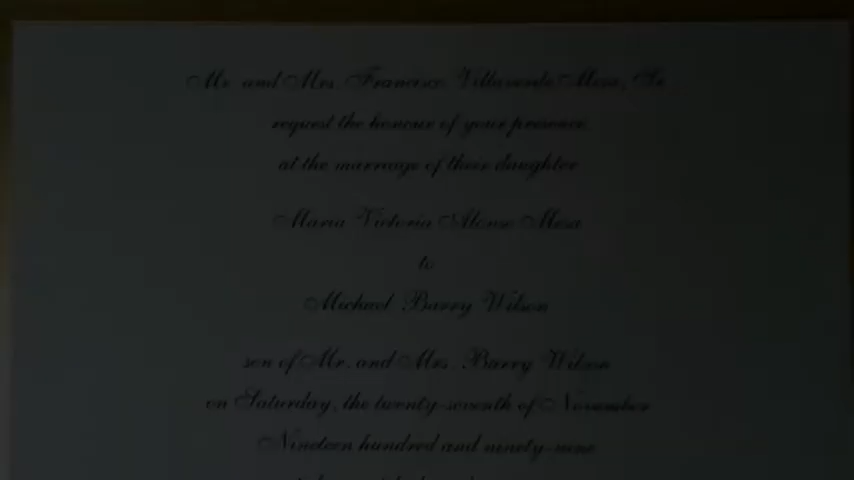 Mr. and Mrs. Francisco Mesa, Sr
request the honour of your presence
at the marriage of their daughter
Maria Victoria Alonso Mesa
to
Michael Barry Wilson
son of Mr. and Mrs. Barry Wilson
on Saturday, the twenty-seventh of November
Nineteen hundred and ninety-nine